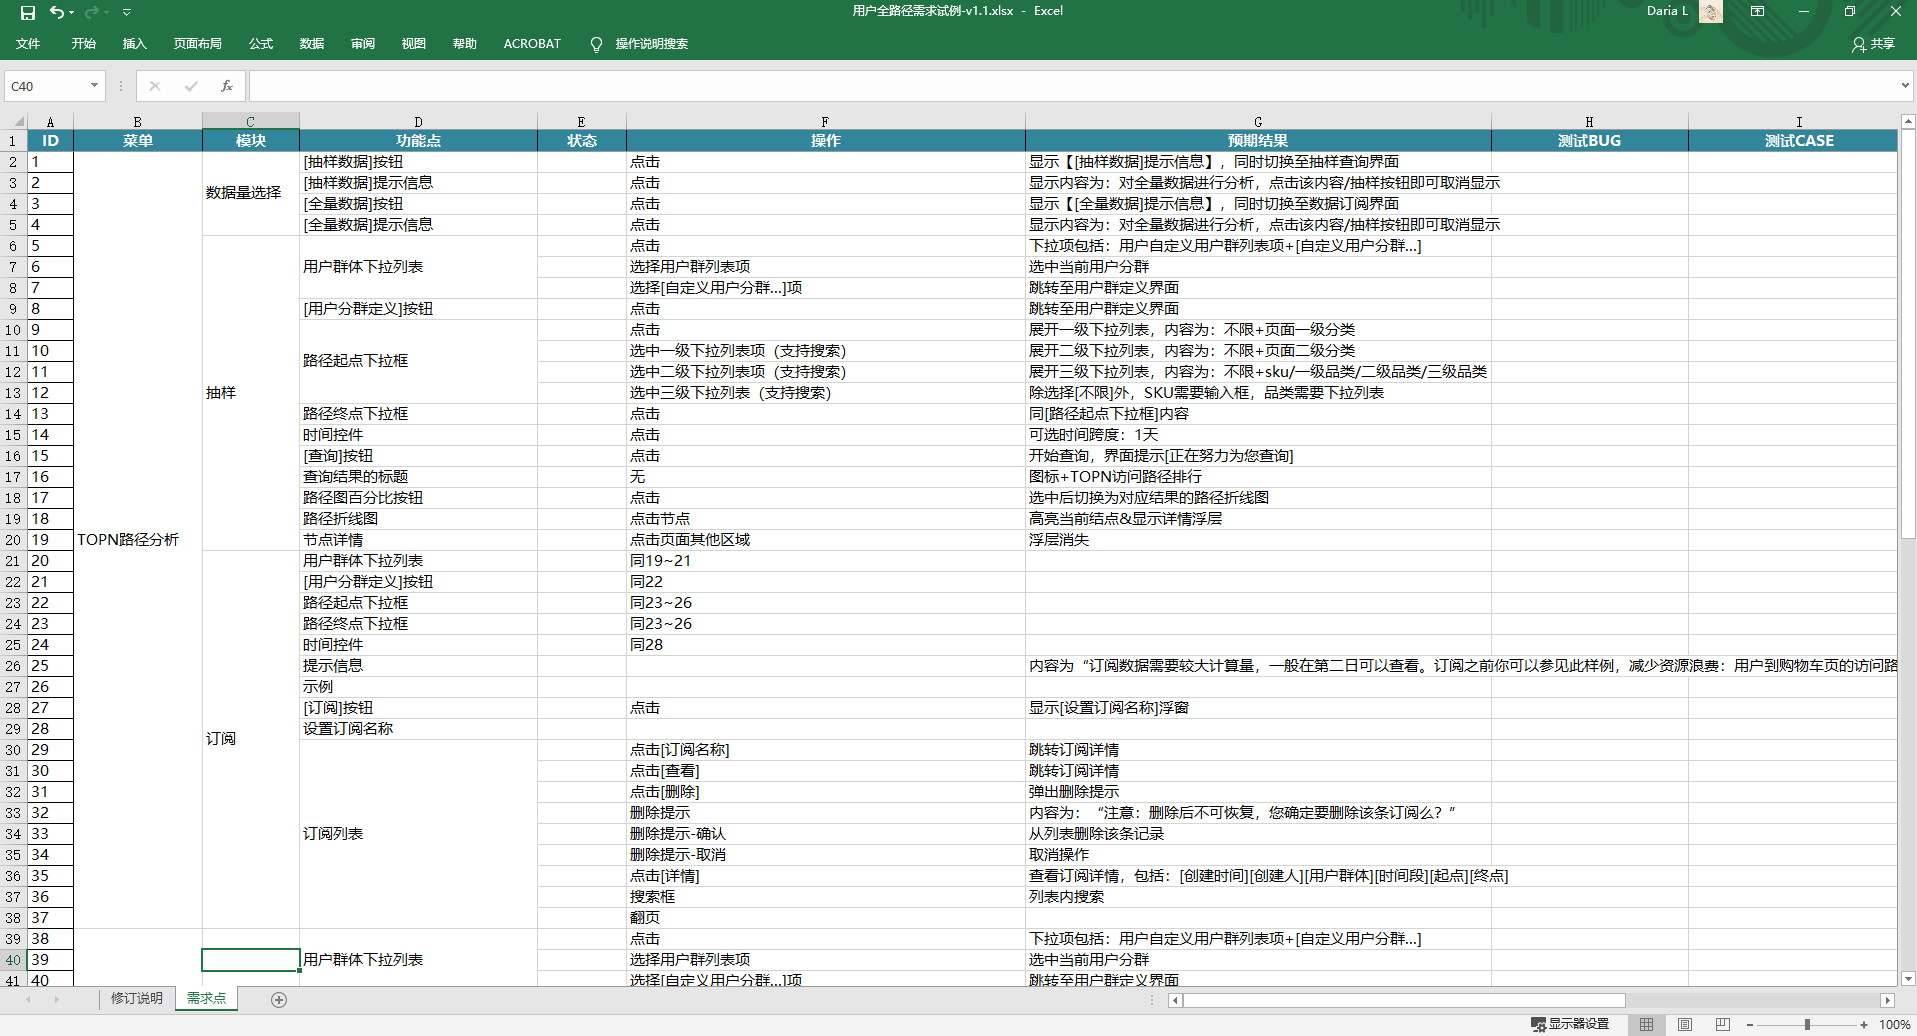 用户全路径需求试例-v1.1.xlsx - Excel
Daria L
文件 开始 插入 页面布局 公式 数据 审阅 视图 帮助 ACROBAT 操作说明搜索 共享
C40 fx
A B C D E F G H I
1 ID 菜单 模块 功能点 状态 操作 预期结果 测试BUG 测试CASE
2 1 [抽样数据]按钮 点击 显示【[抽样数据]提示信息】，同时切换至抽样查询界面
3 2 [抽样数据]提示信息 点击 显示内容为：对全量数据进行分析，点击该内容/抽样按钮即可取消显示
数据量选择
4 3 [全量数据]按钮 点击 显示【[全量数据]提示信息】，同时切换至数据订阅界面
5 4 [全量数据]提示信息 点击 显示内容为：对全量数据进行分析，点击该内容/抽样按钮即可取消显示
6 5 点击 下拉项包括：用户自定义用户群列表项+[自定义用户分群...]
7 6 用户群体下拉列表 选择用户群列表项 选中当前用户分群
8 7 选择[自定义用户分群...]项 跳转至用户群定义界面
9 8 [用户分群定义]按钮 点击 跳转至用户群定义界面
10 9 点击 展开一级下拉列表，内容为：不限+页面一级分类
11 10 选中一级下拉列表项（支持搜索） 展开二级下拉列表，内容为：不限+页面二级分类
路径起点下拉框
12 11 选中二级下拉列表项（支持搜索） 展开三级下拉列表，内容为：不限+sku/一级品类/二级品类/三级品类
13 12 抽样 选中三级下拉列表（支持搜索） 除选择[不限]外，SKU需要输入框，品类需要下拉列表
14 13 路径终点下拉框 点击 同[路径起点下拉框]内容
15 14 时间控件 点击 可选时间跨度：1天
16 15 [查询]按钮 点击 开始查询，界面提示[正在努力为您查询]
17 16 查询结果的标题 无 图标+TOPN访问路径排行
18 17 路径图百分比按钮 点击 选中后切换为对应结果的路径折线图
19 18 路径折线图 点击节点 高亮当前结点&显示详情浮层
20 19 TOPN路径分析 节点详情 点击页面其他区域 浮层消失
21 20 用户群体下拉列表 同19~21
22 21 [用户分群定义]按钮 同22
23 22 路径起点下拉框 同23~26
24 23 路径终点下拉框 同23~26
25 24 时间控件 同28
26 25 提示信息 内容为“订阅数据需要较大计算量，一般在第二日可以查看。订阅之前你可以参见此样例，减少资源浪费：用户到购物车页的访问路
27 26 示例
28 27 [订阅]按钮 点击 显示[设置订阅名称]浮窗
29 28 设置订阅名称
订阅
30 29 点击[订阅名称] 跳转订阅详情
31 30 点击[查看] 跳转订阅详情
32 31 点击[删除] 弹出删除提示
33 32 删除提示 内容为：“注意：删除后不可恢复，您确定要删除该条订阅么？”
34 33 订阅列表 删除提示-确认 从列表删除该条记录
35 34 删除提示-取消 取消操作
36 35 点击[详情] 查看订阅详情，包括：[创建时间][创建人][用户群体][时间段][起点][终点]
37 36 搜索框 列表内搜索
38 37 翻页
39 38 点击 下拉项包括：用户自定义用户群列表项+[自定义用户分群...]
40 39 用户群体下拉列表 选择用户群列表项 选中当前用户分群
41 40 选择[自定义用户分群...]项 跳转至用户群定义界面
修订说明 需求点
显示器设置 100%